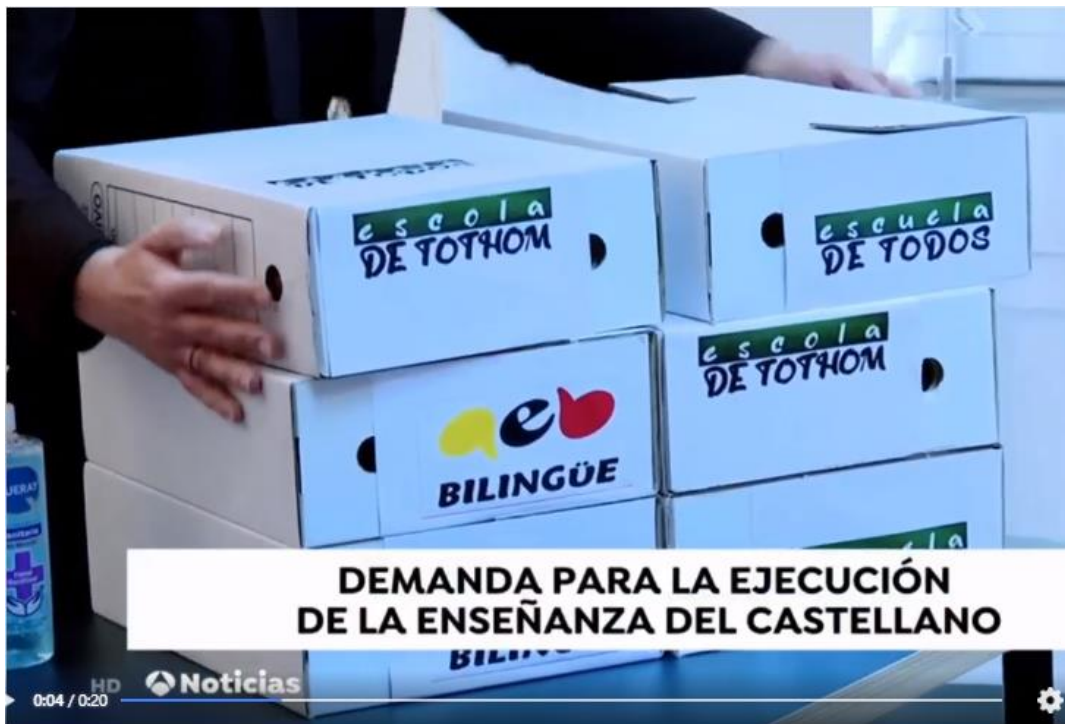 escola
DE TOTHOM
escuela
DE TODOS
escola
DE TOTHOM
aeb
BILINGÜE
DEMANDA PARA LA EJECUCIÓN
DE LA ENSEÑANZA DEL CASTELLANO
HD Noticias
0:04 / 0:20